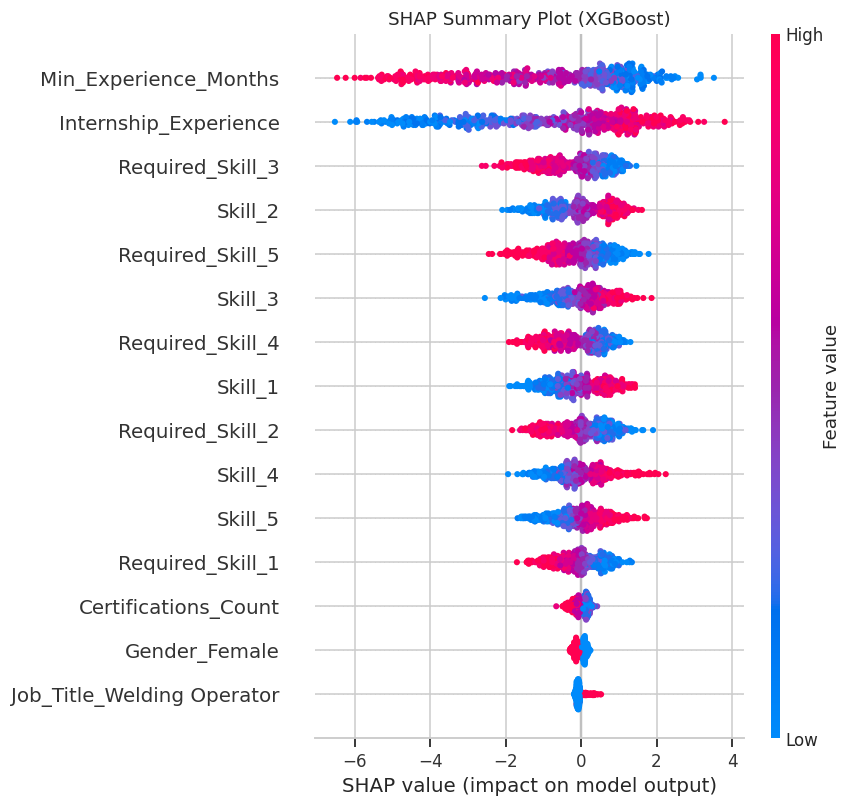 SHAP Summary Plot (XGBoost)
High
Min_Experience_Months
Internship_Experience
Required_Skill_3
Skill_2
Required_Skill_5
Skill_3
Required_Skill_4
Skill_1
Required_Skill_2
Skill_4
Skill_5
Required_Skill_1
Certifications_Count
Gender_Female
Job_Title_Welding Operator
Feature value
Low
−6 −4 −2 0 2 4
SHAP value (impact on model output)